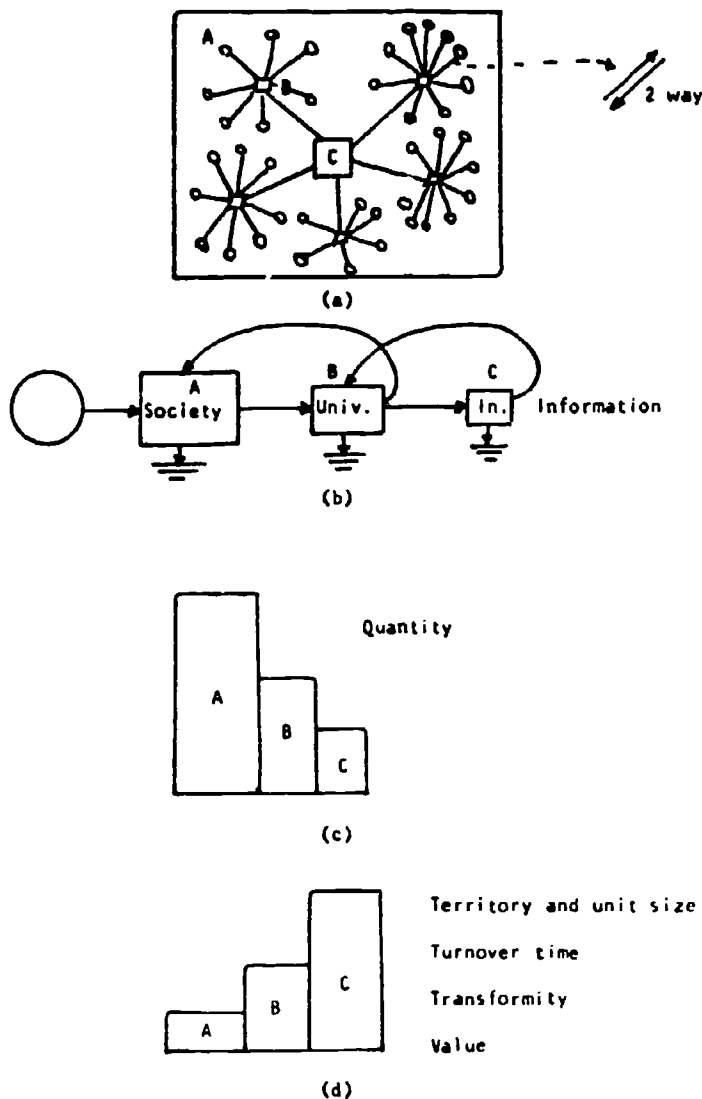 A
B
C
2 way
(a)
A
B
C
Society
Univ.
In.
Information
(b)
Quantity
A
B
C
(c)
Territory and unit size
Turnover time
Transformity
Value
A
B
C
(d)